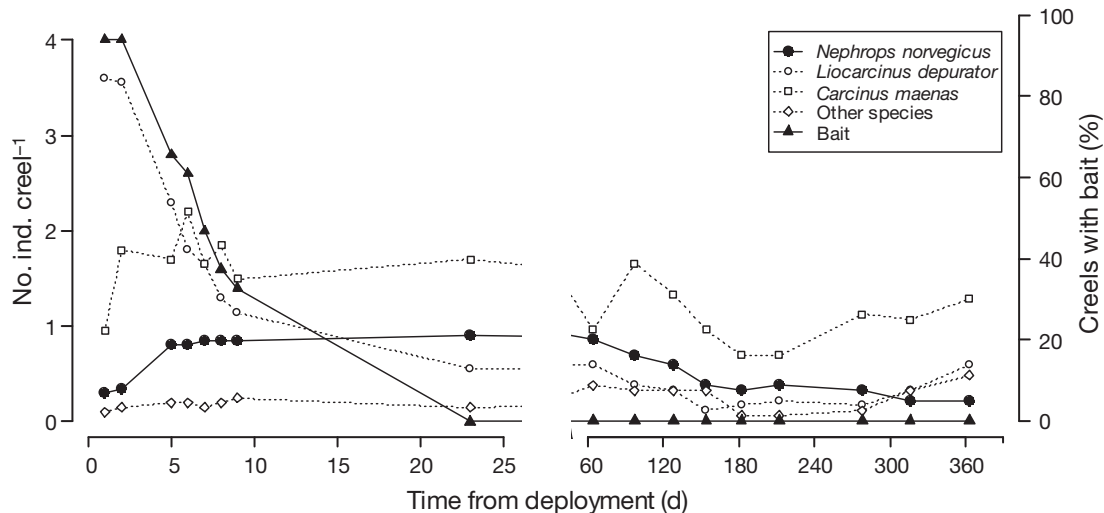 No. ind. creel⁻¹
4
3
2
1
0
Nephrops norvegicus
Liocarcinus depurator
Carcinus maenas
Other species
Bait
100
80
60
40
20
0
Creels with bait (%)
0 5 10 15 20 25 60 120 180 240 300 360
Time from deployment (d)